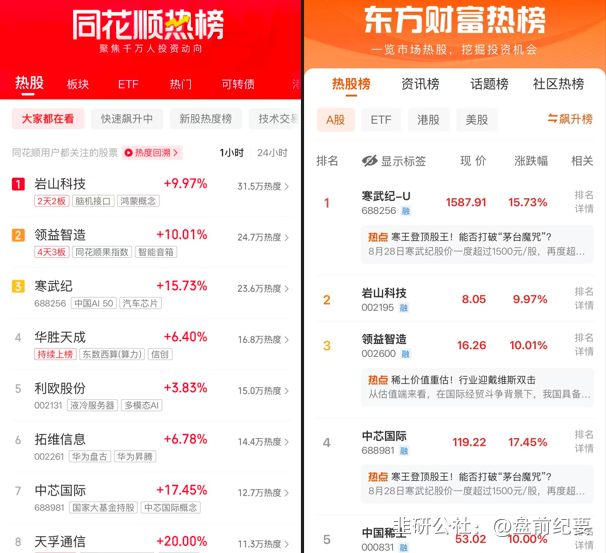 同花顺热榜
聚焦千万人投资动向
热股 板块 ETF 热门 可转债
大家都在看 快速飙升中 新股热度榜 技术交易
同花顺用户都关注的股票 热度回溯 > 1小时 24小时
1 岩山科技 +9.97% 31.5万热度 >
2天2板 脑机接口 鸿蒙概念
2 领益智造 +10.01% 24.7万热度 >
4天3板 同花顺果指数 智能音箱
3 寒武纪 +15.73% 23.6万热度 >
688256 中国AI 50 汽车芯片
4 华胜天成 +6.40% 16.8万热度 >
持续上榜 东数西算(算力) 信创
5 利欧股份 +3.83% 15.0万热度 >
002131 液冷服务器 多模态AI
6 拓维信息 +6.78% 14.4万热度 >
002261 华为盘古 华为昇腾
7 中芯国际 +17.45% 12.7万热度 >
688981 国家大基金持股 中芯国际概念
8 天孚通信 +20.00% 11.3万热度 >
东方财富热榜
一览市场热股，挖掘投资机会
热股榜 资讯榜 话题榜 社区热榜
A股 ETF 港股 美股 飙升榜
排名 显示标签 现价 涨跌幅 相关
1 寒武纪-U 1587.91 15.73% 排名
688256 融 详情
热点 寒王登顶股王！能否打破“茅台魔咒”？
8月28日寒武纪股价一度超过1500元/股，再度超...
2 岩山科技 8.05 9.97% 排名
002195 融 详情
3 领益智造 16.26 10.01% 排名
002600 融 详情
热点 稀土价值重估！行业迎戴维斯双击
从估值端来看，在国际经贸斗争背景下，我国具备...
4 中芯国际 119.22 17.45% 排名
688981 融 详情
热点 寒王登顶股王！能否打破“茅台魔咒”？
8月28日寒武纪股价一度超过1500元/股，再度超...
韭研公社：@盘前纪要
5 中国稀土 53.02 10.00% 排名
000831 融 详情